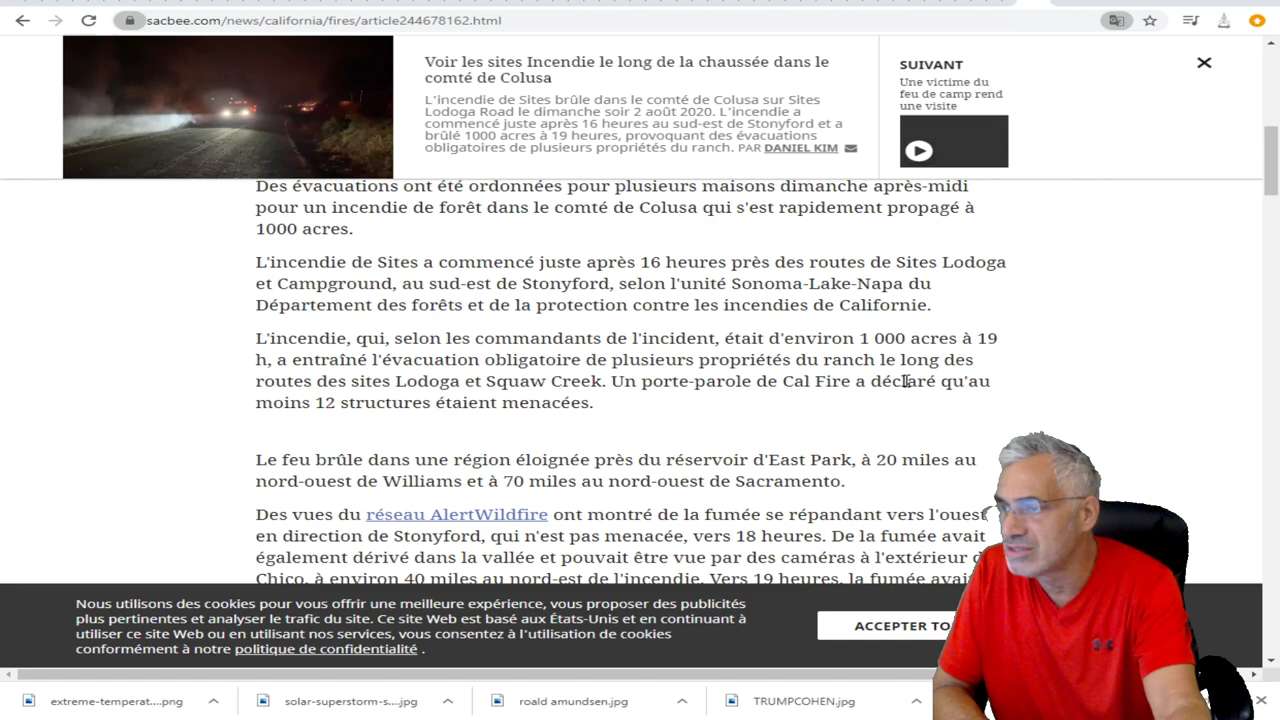 sacbee.com/news/california/fires/article244678162.html
Voir les sites Incendie le long de la chaussée dans le
comté de Colusa
L'incendie de Sites brûle dans le comté de Colusa sur Sites
Lodoga Road le dimanche soir 2 août 2020. L'incendie a
commencé juste après 16 heures au sud-est de Stonyford et a
brûlé 1000 acres à 19 heures, provoquant des évacuations
obligatoires de plusieurs propriétés du ranch. PAR DANIEL KIM
SUIVANT
Une victime du
feu de camp rend
une visite
Des évacuations ont été ordonnées pour plusieurs maisons dimanche après-midi
pour un incendie de forêt dans le comté de Colusa qui s'est rapidement propagé à
1000 acres.
L'incendie de Sites a commencé juste après 16 heures près des routes de Sites Lodoga
et Campground, au sud-est de Stonyford, selon l'unité Sonoma-Lake-Napa du
Département des forêts et de la protection contre les incendies de Californie.
L'incendie, qui, selon les commandants de l'incident, était d'environ 1 000 acres à 19
h, a entraîné l'évacuation obligatoire de plusieurs propriétés du ranch le long des
routes des sites Lodoga et Squaw Creek. Un porte-parole de Cal Fire a déclaré qu'au
moins 12 structures étaient menacées.
Le feu brûle dans une région éloignée près du réservoir d'East Park, à 20 miles au
nord-ouest de Williams et à 70 miles au nord-ouest de Sacramento.
Des vues du réseau AlertWildfire ont montré de la fumée se répandant vers l'ouest
en direction de Stonyford, qui n'est pas menacée, vers 18 heures. De la fumée avait
également dérivé dans la vallée et pouvait être vue par des caméras à l'extérieur
Chico, à environ 40 miles au nord-est de l'incendie. Vers 19 heures, la fumée avai
Nous utilisons des cookies pour vous offrir une meilleure expérience, vous proposer des publicités
plus pertinentes et analyser le trafic du site. Ce site Web est basé aux États-Unis et en continuant à
utiliser ce site Web ou en utilisant nos services, vous consentez à l'utilisation de cookies
conformément à notre politique de confidentialité .
ACCEPTER TO
extreme-temperat....png
solar-superstorm-s....jpg
roald amundsen.jpg
TRUMPCOHEN.jpg